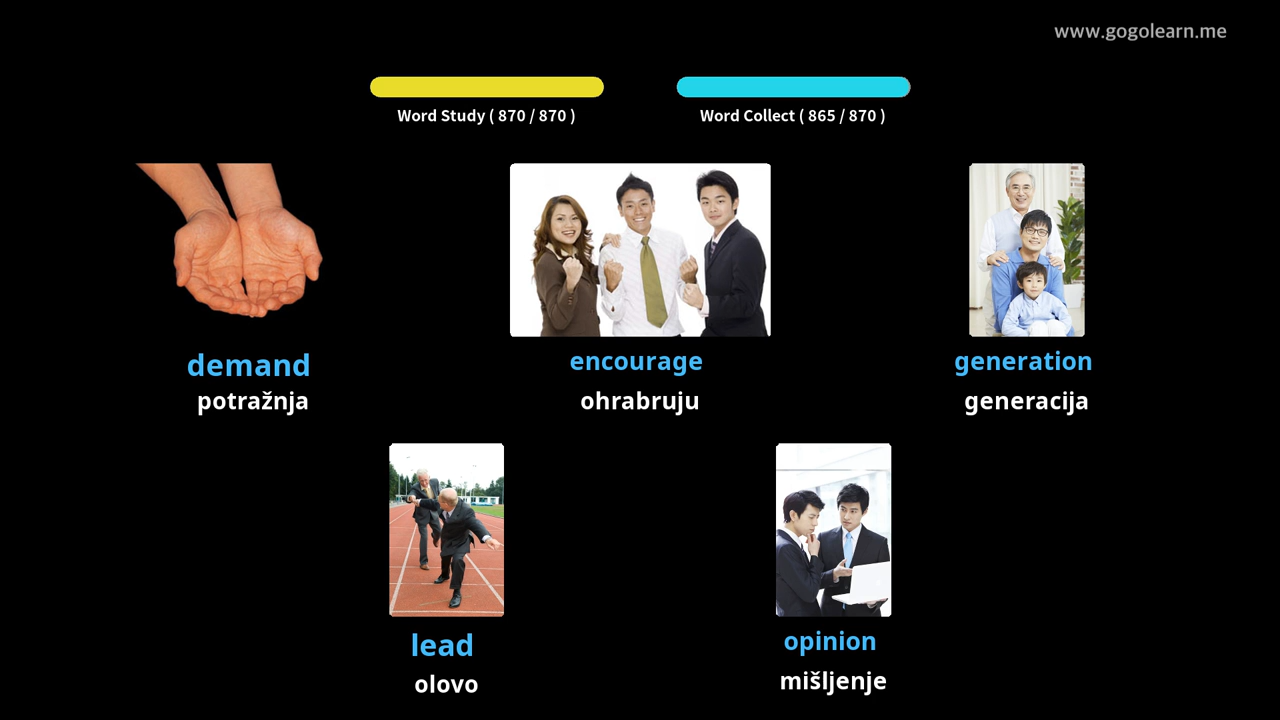 www.gogolearn.me
Word Study ( 870 / 870 )
Word Collect ( 865 / 870 )
demand
potražnja
encourage
ohrabruju
generation
generacija
lead
olovo
opinion
mišljenje